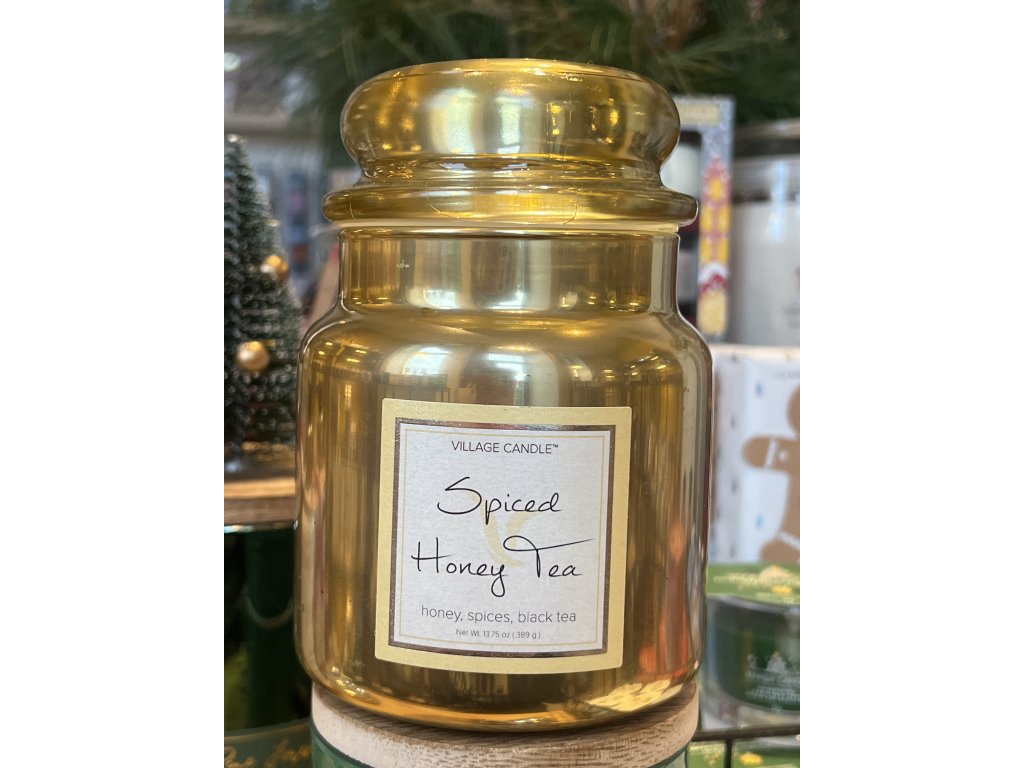 VILLAGE CANDLE™
Spiced
Honey Tea
honey, spices, black tea
Net Wt. 13.75 oz ( 389 g )